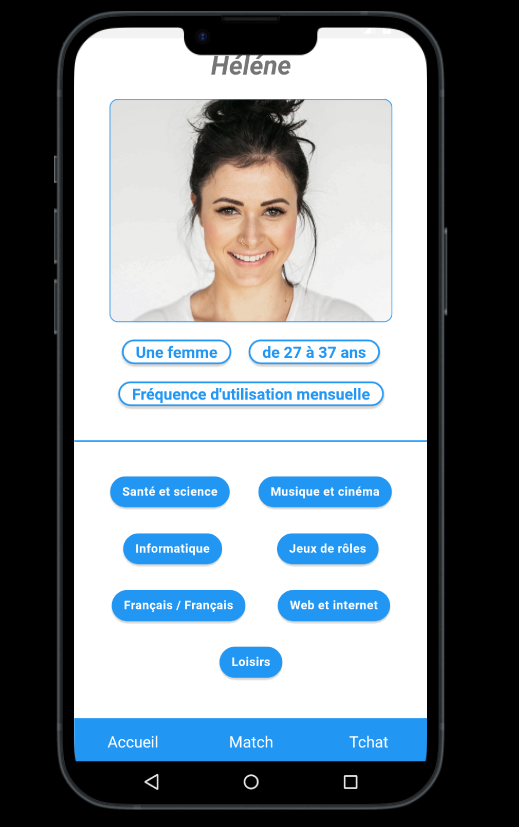 Héléne
Une femme
de 27 à 37 ans
Fréquence d'utilisation mensuelle
Santé et science
Musique et cinéma
Informatique
Jeux de rôles
Français / Français
Web et internet
Loisirs
Accueil
Match
Tchat